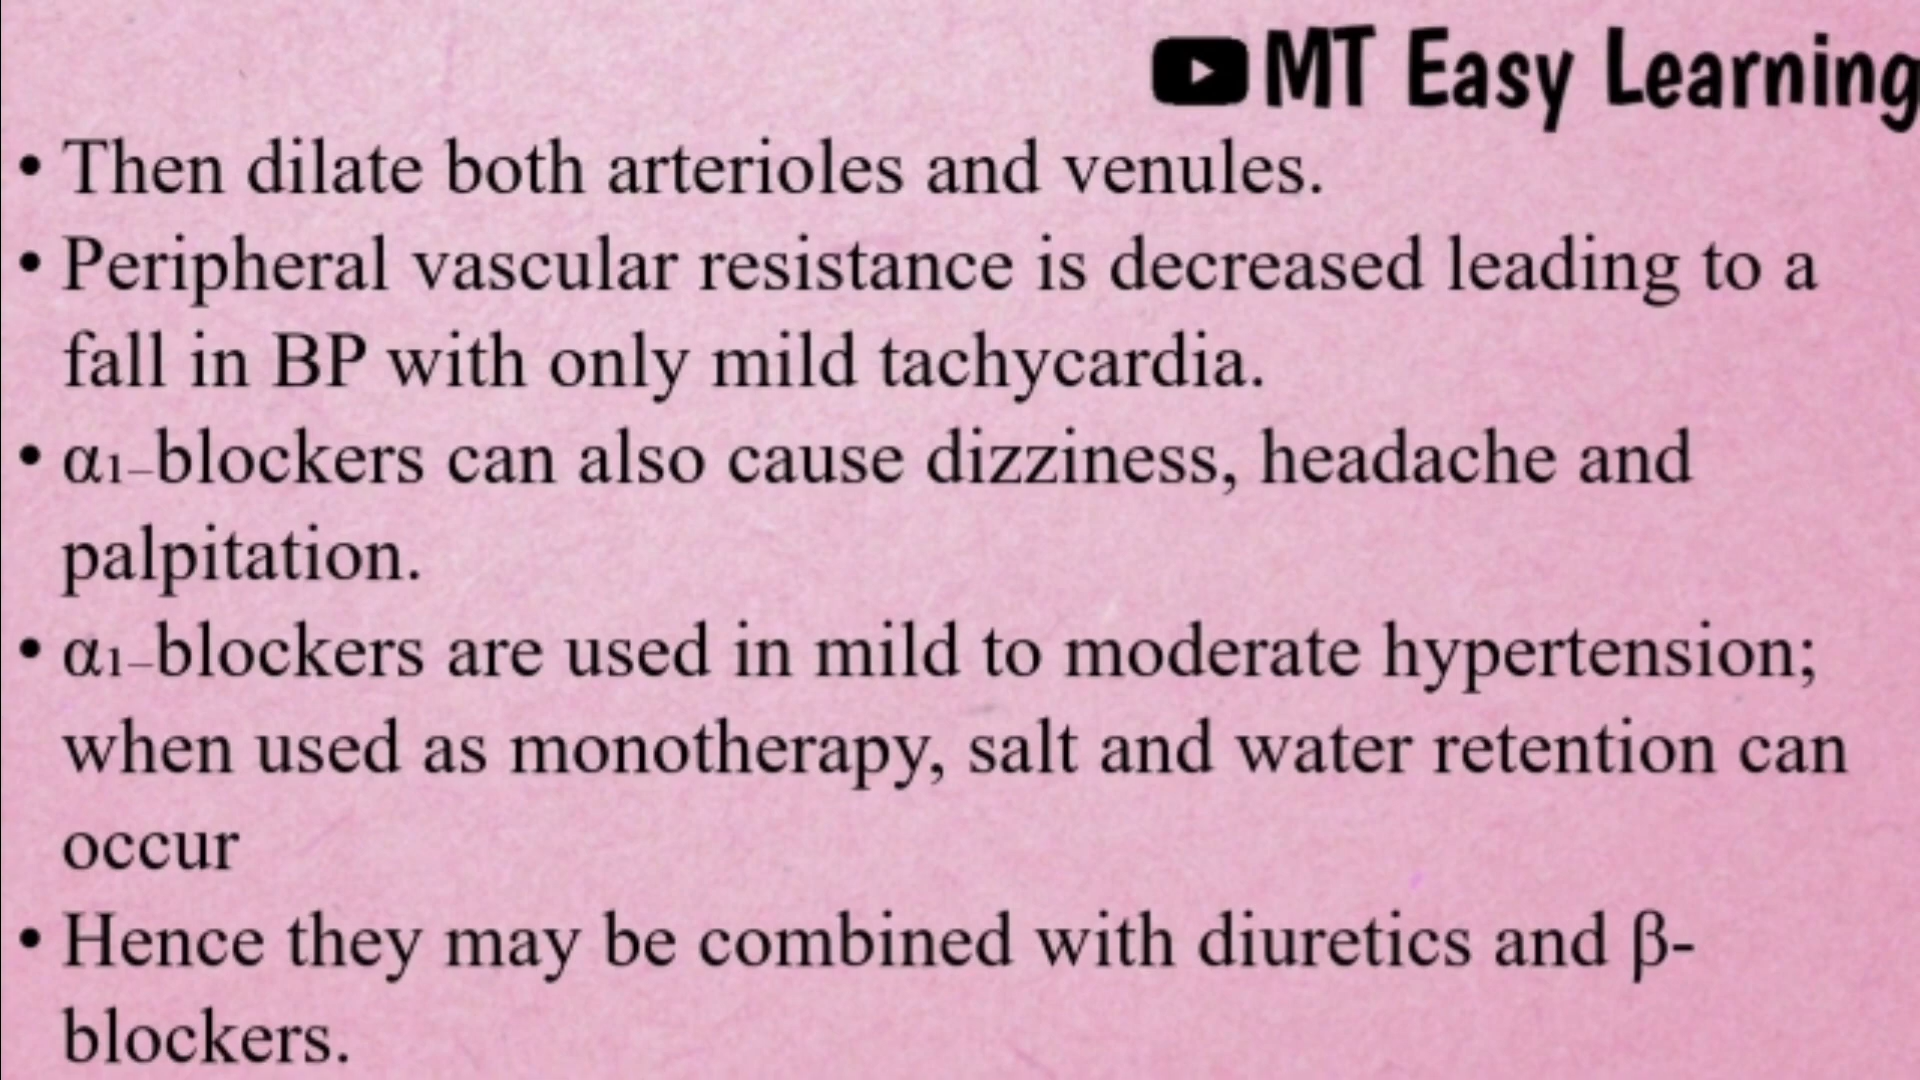 MT Easy Learning
• Then dilate both arterioles and venules.
• Peripheral vascular resistance is decreased leading to a
fall in BP with only mild tachycardia.
• α₁–blockers can also cause dizziness, headache and
palpitation.
• α₁–blockers are used in mild to moderate hypertension;
when used as monotherapy, salt and water retention can
occur
• Hence they may be combined with diuretics and β-
blockers.